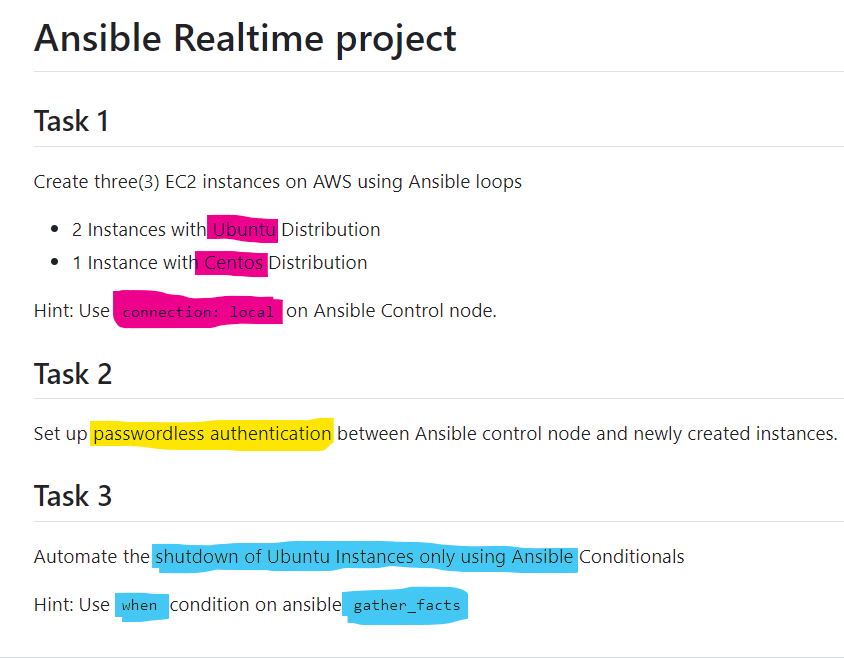 Ansible Realtime project
Task 1
Create three(3) EC2 instances on AWS using Ansible loops
2 Instances with Ubuntu Distribution
1 Instance with Centos Distribution
Hint: Use connection: local on Ansible Control node.
Task 2
Set up passwordless authentication between Ansible control node and newly created instances.
Task 3
Automate the shutdown of Ubuntu Instances only using Ansible Conditionals
Hint: Use when condition on ansible gather_facts